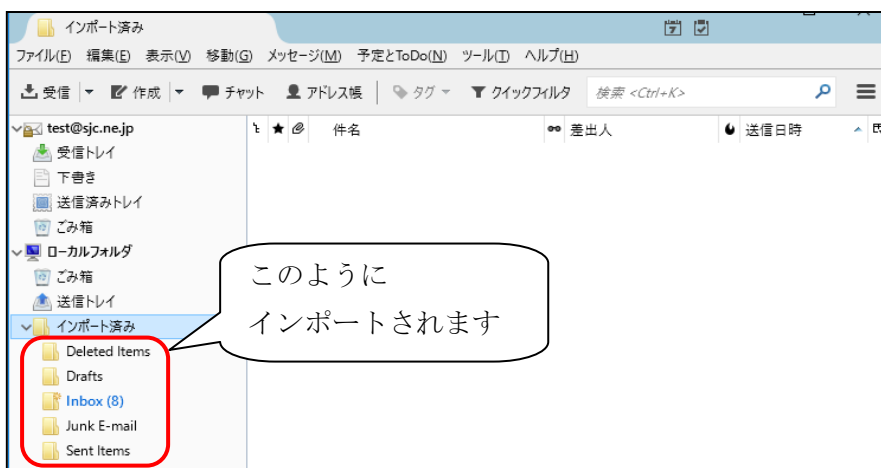 インポート済み
ファイル(F) 編集(E) 表示(V) 移動(G) メッセージ(M) 予定とToDo(N) ツール(T) ヘルプ(H)
受信 作成 チャット アドレス帳 タグ クイックフィルタ 検索 <Ctrl+K>
test@sjc.ne.jp
件名 差出人 送信日時
受信トレイ
下書き
送信済みトレイ
ごみ箱
ローカルフォルダ
ごみ箱
送信トレイ
インポート済み
Deleted Items
Drafts
Inbox (8)
Junk E-mail
Sent Items
このように
インポートされます